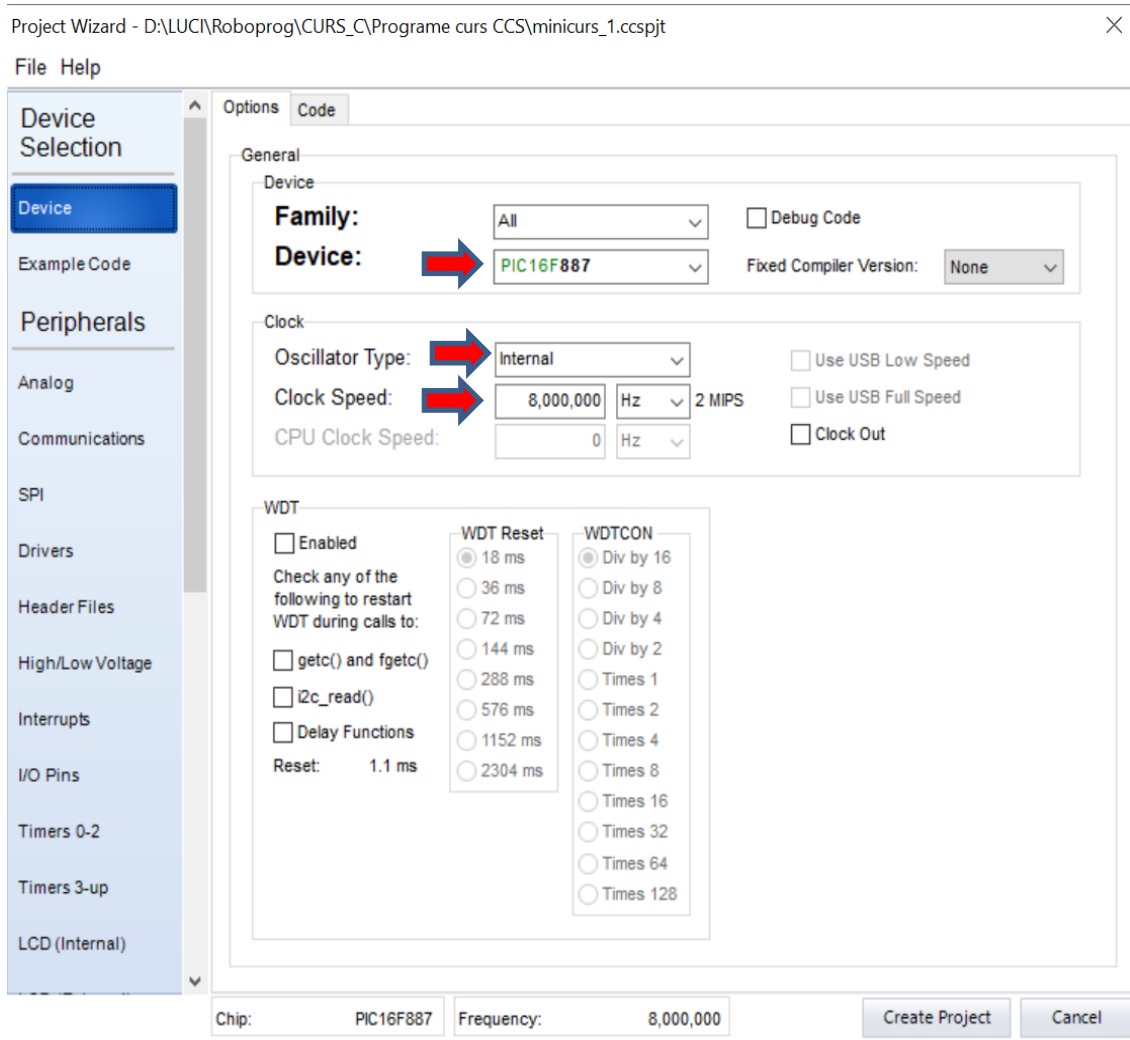 Project Wizard - D:\LUCI\Roboprog\CURS_C\Programe curs CCS\minicurs_1.ccspjt
File Help
Device
Selection
Device
Example Code
Peripherals
Analog
Communications
SPI
Drivers
Header Files
High/Low Voltage
Interrupts
I/O Pins
Timers 0-2
Timers 3-up
LCD (Internal)
Options Code
General
Device
Family: All Debug Code
Device: PIC16F887 Fixed Compiler Version: None
Clock
Oscillator Type: Internal Use USB Low Speed
Clock Speed: 8,000,000 Hz 2 MIPS Use USB Full Speed
CPU Clock Speed: 0 Hz Clock Out
WDT
Enabled
Check any of the
following to restart
WDT during calls to:
getc() and fgetc()
i2c_read()
Delay Functions
Reset: 1.1 ms
WDT Reset
18 ms
36 ms
72 ms
144 ms
288 ms
576 ms
1152 ms
2304 ms
WDTCON
Div by 16
Div by 8
Div by 4
Div by 2
Times 1
Times 2
Times 4
Times 8
Times 16
Times 32
Times 64
Times 128
Chip: PIC16F887 Frequency: 8,000,000 Create Project Cancel